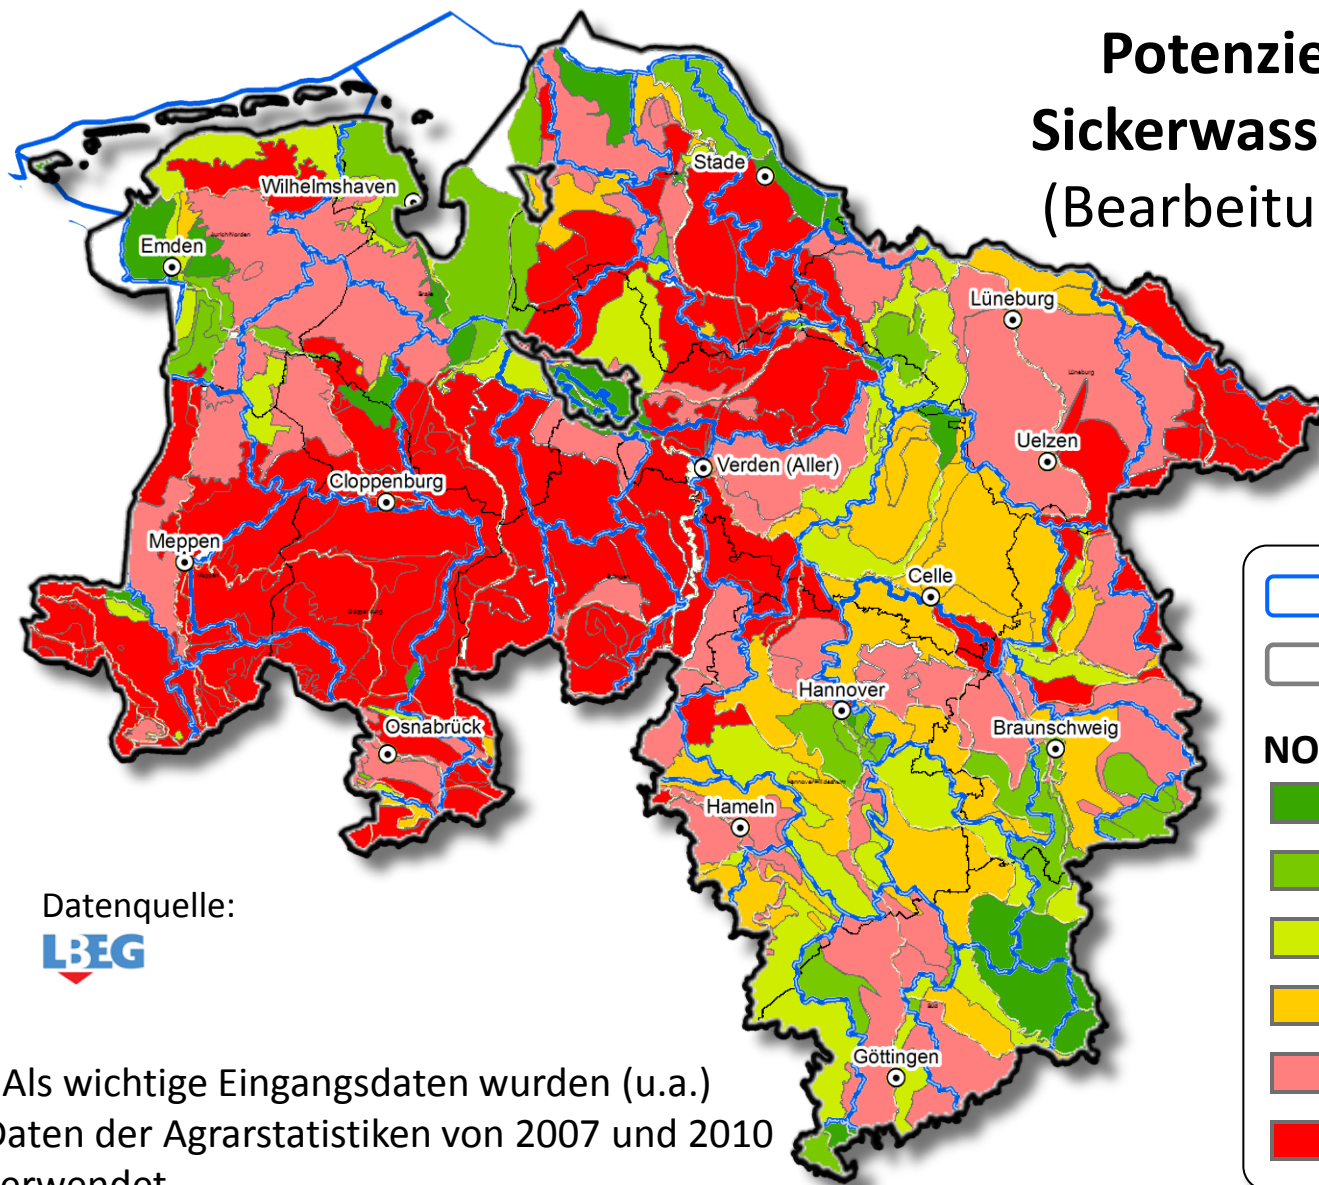 Potenzie
Sickerwass
(Bearbeitu
Stade
Wilhelmshaven
Emden
Lüneburg
Uelzen
Verden (Aller)
Cloppenburg
Meppen
Celle
Hannover
Osnabrück
Braunschweig
NO
Hameln
Datenquelle:
LBEG
Göttingen
Als wichtige Eingangsdaten wurden (u.a.)
Daten der Agrarstatistiken von 2007 und 2010
erwendet